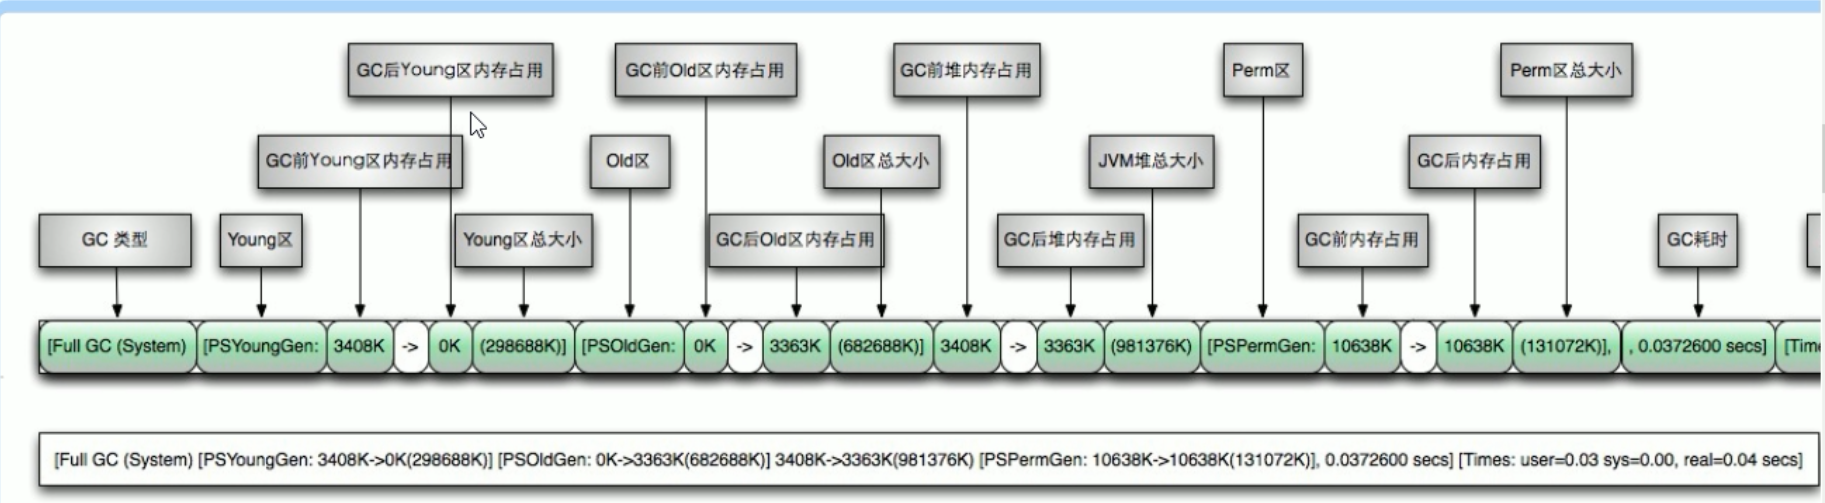 GC后Young区内存占用 GC前Old区内存占用 GC前堆内存占用 Perm区 Perm区总大小
GC前Young区内存占用 Old区 Old区总大小 JVM堆总大小 GC后内存占用
GC 类型 Young区 Young区总大小 GC后Old区内存占用 GC后堆内存占用 GC前内存占用 GC耗时
[Full GC (System) [PSYoungGen: 3408K -> 0K (298688K)] [PSOldGen: 0K -> 3363K (682688K)] 3408K -> 3363K (981376K) [PSPermGen: 10638K -> 10638K (131072K)], , 0.0372600 secs] [Time
[Full GC (System) [PSYoungGen: 3408K->0K(298688K)] [PSOldGen: 0K->3363K(682688K)] 3408K->3363K(981376K) [PSPermGen: 10638K->10638K(131072K)], 0.0372600 secs] [Times: user=0.03 sys=0.00, real=0.04 secs]